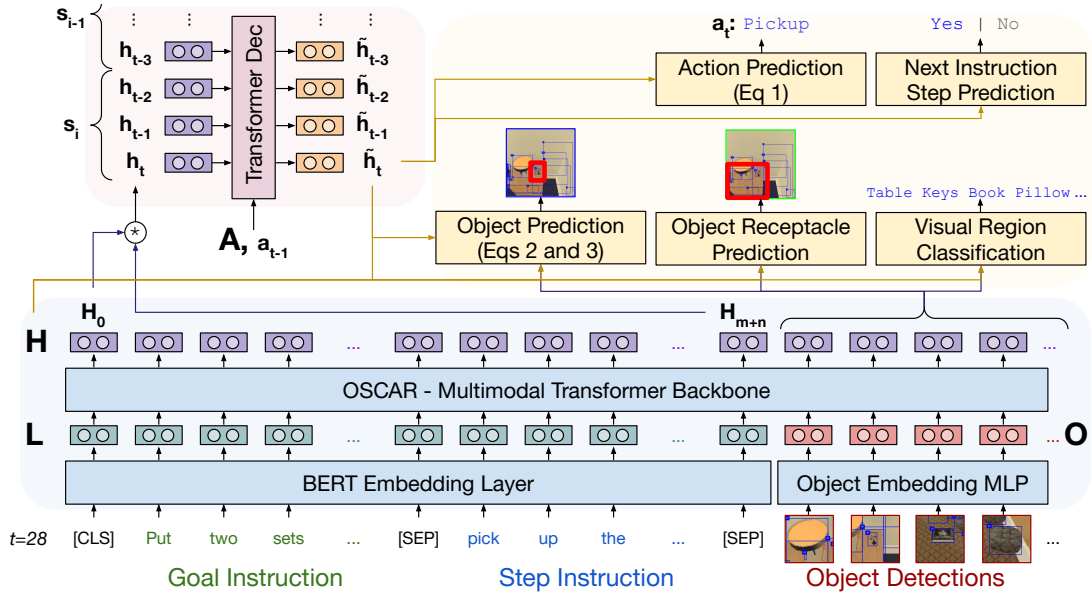 s_{i-1}
⋮ ⋮ ⋮ ⋮
h_{t-3} h̃_{t-3}
h_{t-2} h̃_{t-2}
s_i
h_{t-1} h̃_{t-1}
h_t h̃_t
Transformer Dec
*
A, a_{t-1}
a_t: Pickup
Yes | No
Action Prediction
(Eq 1)
Next Instruction
Step Prediction
Table Keys Book Pillow ...
Object Prediction
(Eqs 2 and 3)
Object Receptacle
Prediction
Visual Region
Classification
H_0 H_{m+n}
H ... ... ...
OSCAR - Multimodal Transformer Backbone
L ... ... ... O
BERT Embedding Layer
Object Embedding MLP
t=28 [CLS] Put two sets ... [SEP] pick up the ... [SEP] ...
Goal Instruction Step Instruction Object Detections